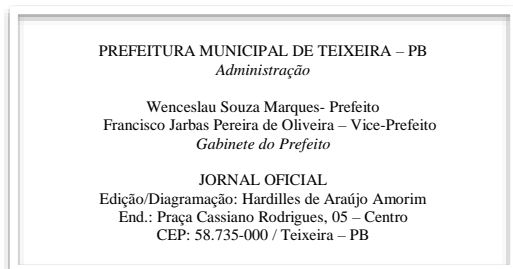 PREFEITURA MUNICIPAL DE TEIXEIRA – PB
Administração
Wenceslau Souza Marques- Prefeito
Francisco Jarbas Pereira de Oliveira – Vice-Prefeito
Gabinete do Prefeito
JORNAL OFICIAL
Edição/Diagramação: Hardilles de Araújo Amorim
End.: Praça Cassiano Rodrigues, 05 – Centro
CEP: 58.735-000 / Teixeira – PB